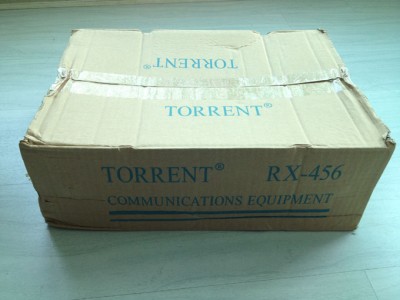 TORRENT®
TORRENT®
TORRENT® RX-456
COMMUNICATIONS EQUIPMENT